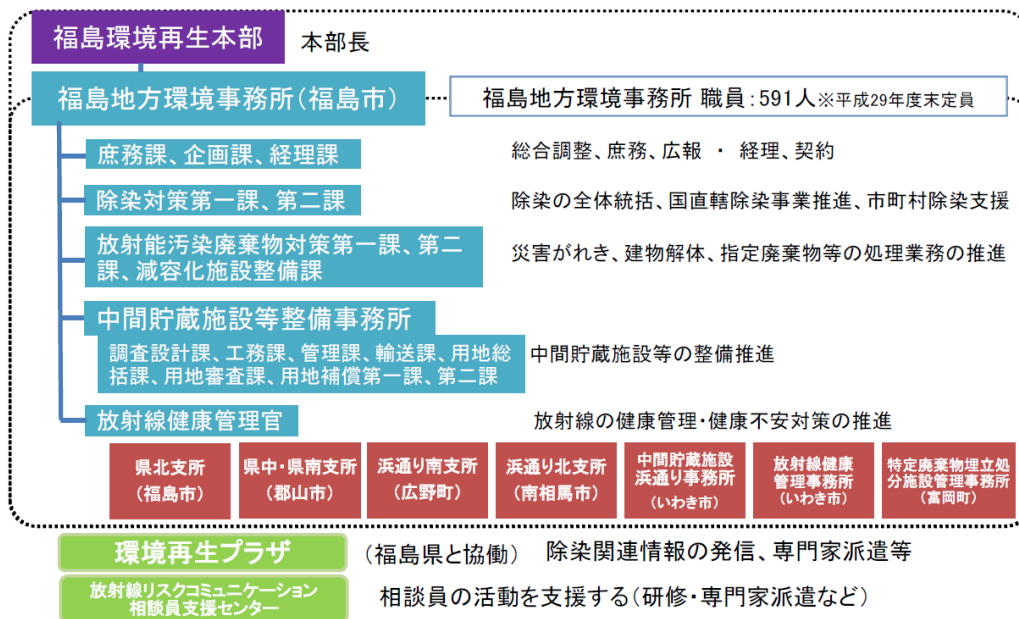 福島環境再生本部 本部長
福島地方環境事務所(福島市)
福島地方環境事務所 職員:591人※平成29年度末定員
庶務課、企画課、経理課
総合調整、庶務、広報 ・ 経理、契約
除染対策第一課、第二課
除染の全体統括、国直轄除染事業推進、市町村除染支援
放射能汚染廃棄物対策第一課、第二
課、減容化施設整備課
災害がれき、建物解体、指定廃棄物等の処理業務の推進
中間貯蔵施設等整備事務所
調査設計課、工務課、管理課、輸送課、用地総
括課、用地審査課、用地補償第一課、第二課
中間貯蔵施設等の整備推進
放射線健康管理官
放射線の健康管理・健康不安対策の推進
県北支所
(福島市)
県中・県南支所
(郡山市)
浜通り南支所
(広野町)
浜通り北支所
(南相馬市)
中間貯蔵施設
浜通り事務所
(いわき市)
放射線健康
管理事務所
(いわき市)
特定廃棄物埋立処
分施設管理事務所
(富岡町)
環境再生プラザ
(福島県と協働) 除染関連情報の発信、専門家派遣等
放射線リスクコミュニケーション
相談員支援センター
相談員の活動を支援する(研修・専門家派遣など)